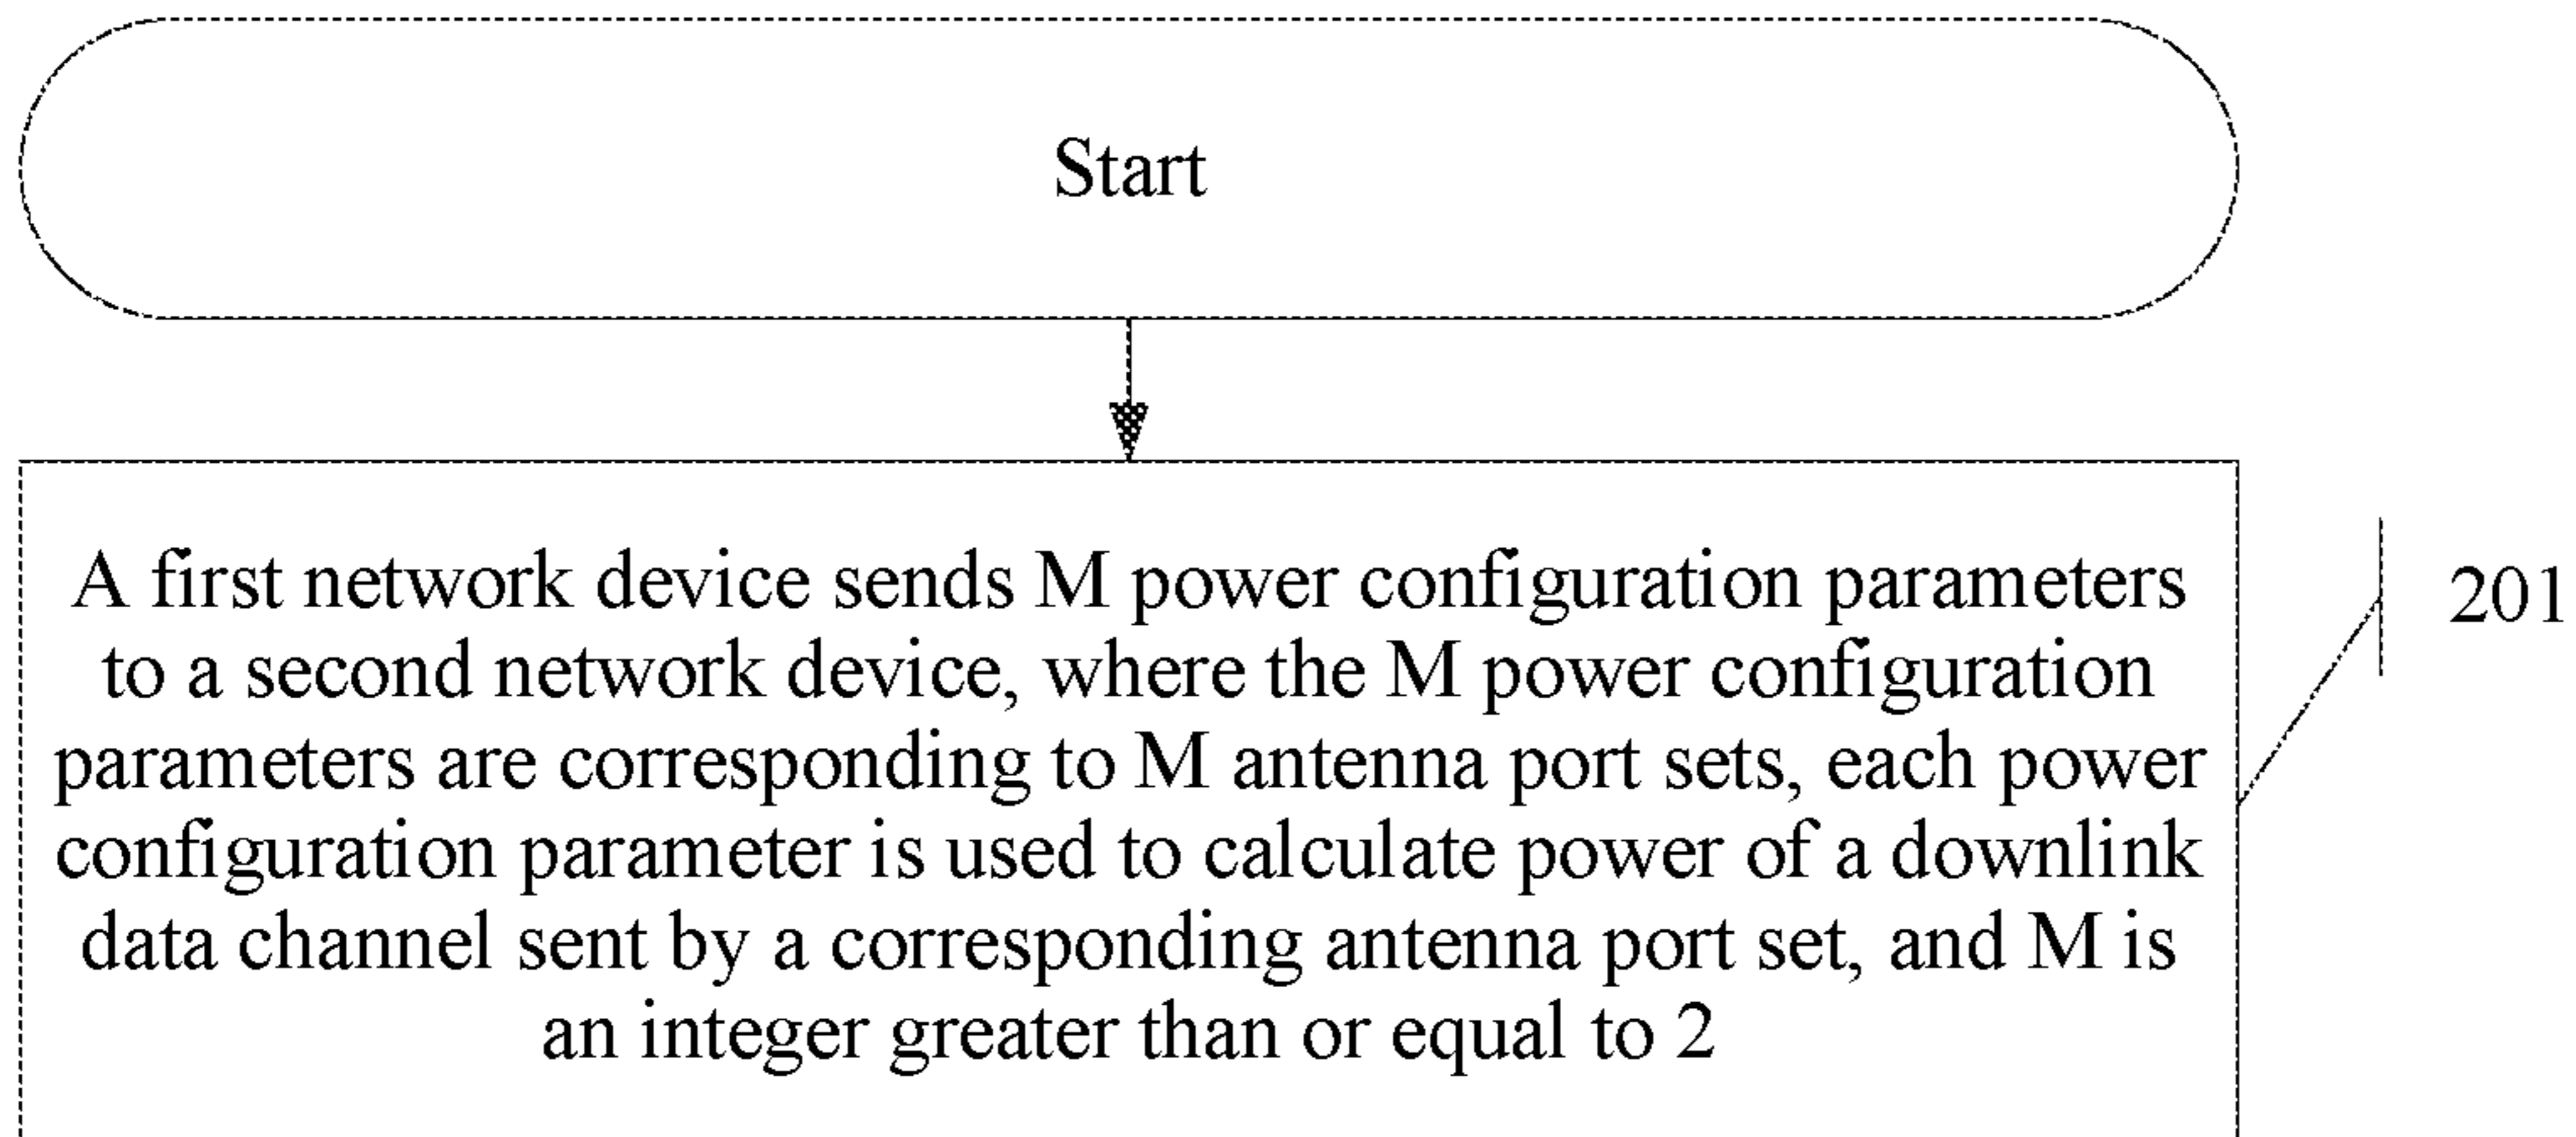 Start
A first network device sends M power configuration parameters
to a second network device, where the M power configuration
parameters are corresponding to M antenna port sets, each power
configuration parameter is used to calculate power of a downlink
data channel sent by a corresponding antenna port set, and M is
an integer greater than or equal to 2
201